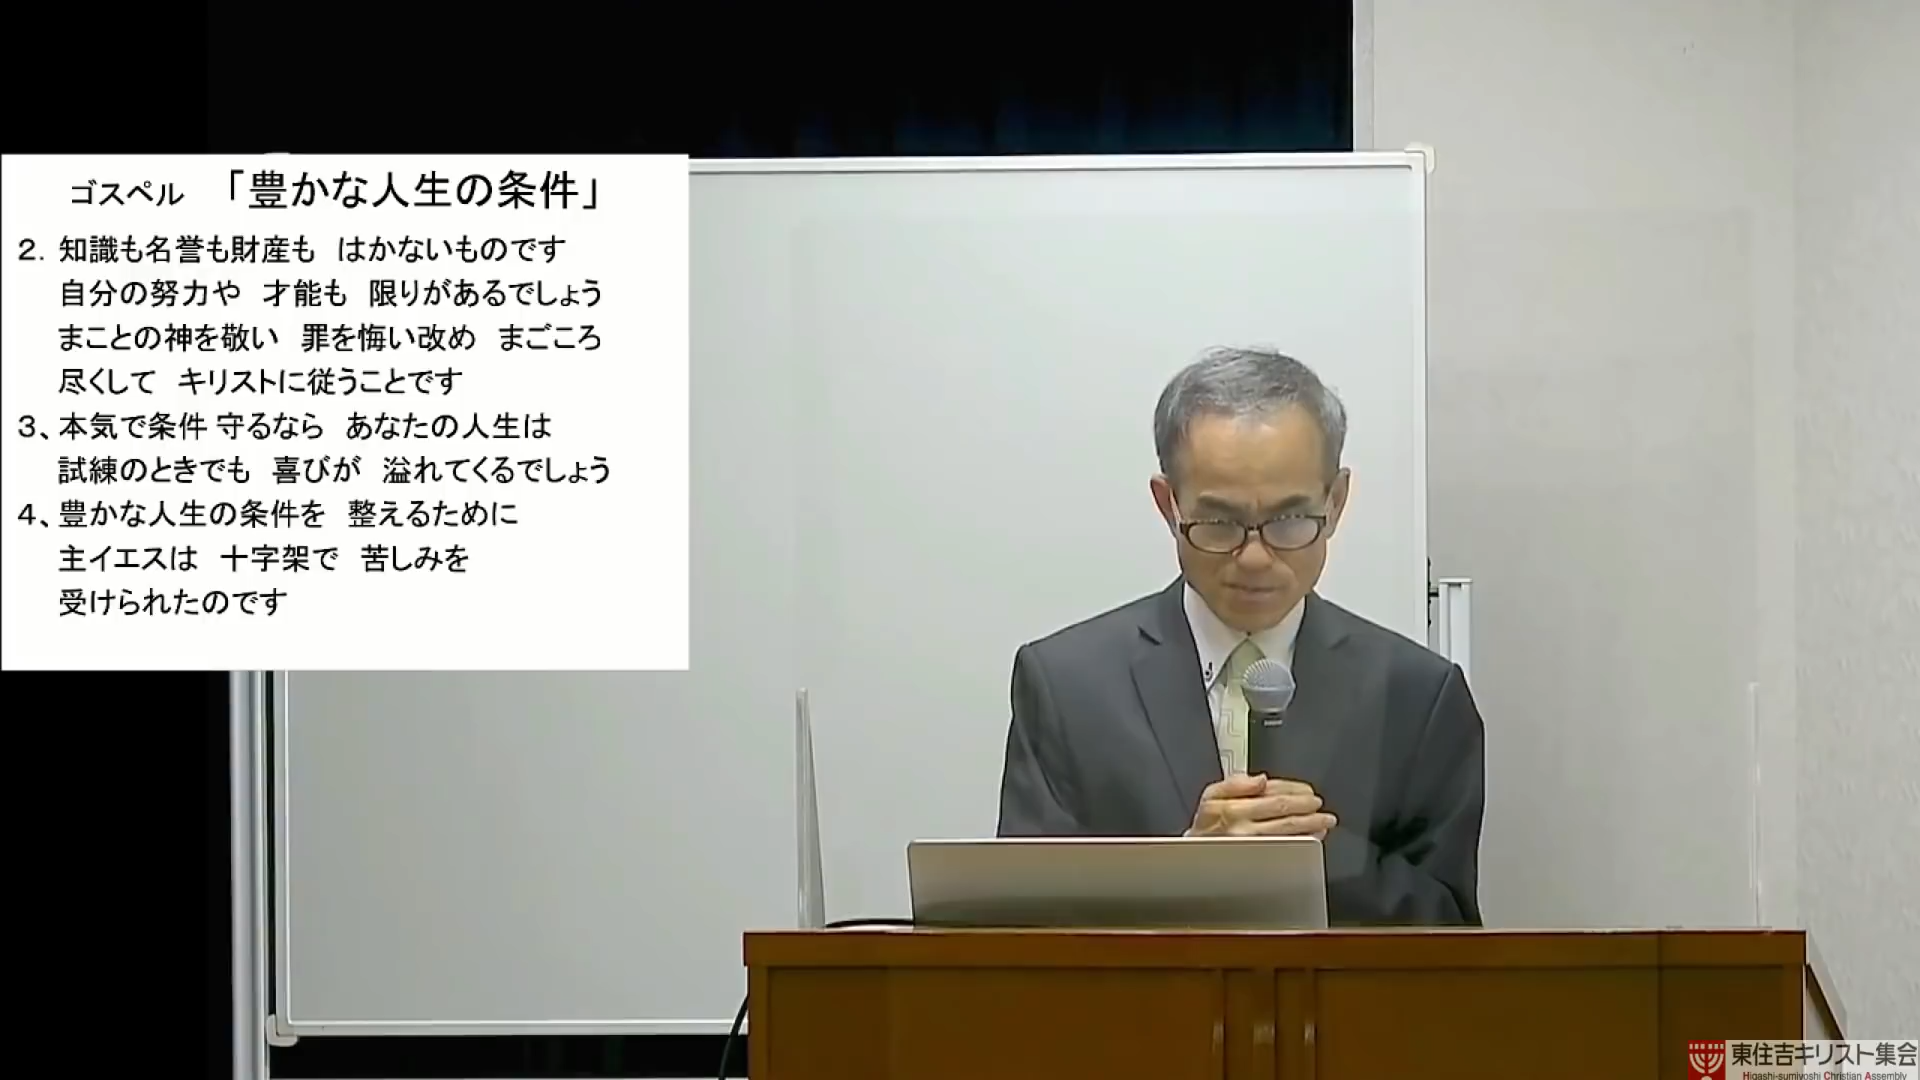 ゴスペル 「豊かな人生の条件」
２．知識も名誉も財産も　はかないものです
自分の努力や　才能も　限りがあるでしょう
まことの神を敬い　罪を悔い改め　まごころ
尽くして　キリストに従うことです
３、本気で条件 守るなら　あなたの人生は
試練のときでも　喜びが　溢れてくるでしょう
４、豊かな人生の条件を　整えるために
主イエスは　十字架で　苦しみを
受けられたのです
東住吉キリスト集会
Higashi-sumiyoshi Christian Assembly